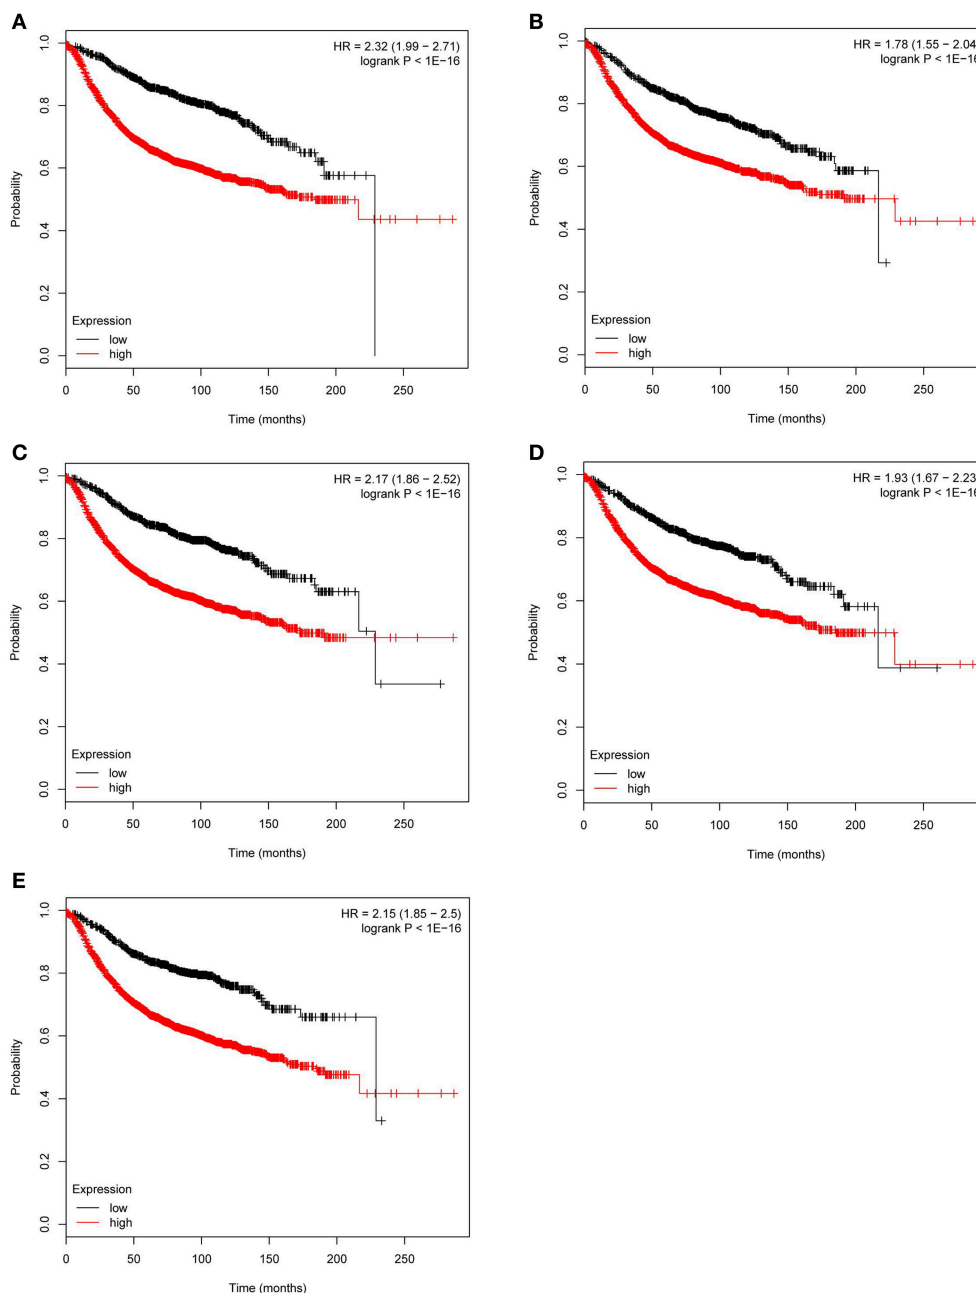 A
HR = 2.32 (1.99 − 2.71)
logrank P < 1E−16
Probability
1.0
0.8
0.6
0.4
0.2
0.0
Expression
low
high
0 50 100 150 200 250
Time (months)
B
HR = 1.78 (1.55 − 2.04
logrank P < 1E−16
Probability
1.0
0.8
0.6
0.4
0.2
0.0
Expression
low
high
0 50 100 150 200 250
Time (months)
C
HR = 2.17 (1.86 − 2.52)
logrank P < 1E−16
Probability
1.0
0.8
0.6
0.4
0.2
0.0
Expression
low
high
0 50 100 150 200 250
Time (months)
D
HR = 1.93 (1.67 − 2.23
logrank P < 1E−16
Probability
1.0
0.8
0.6
0.4
0.2
0.0
Expression
low
high
0 50 100 150 200 250
Time (months)
E
HR = 2.15 (1.85 − 2.5)
logrank P < 1E−16
Probability
1.0
0.8
0.6
0.4
0.2
0.0
Expression
low
high
0 50 100 150 200 250
Time (months)